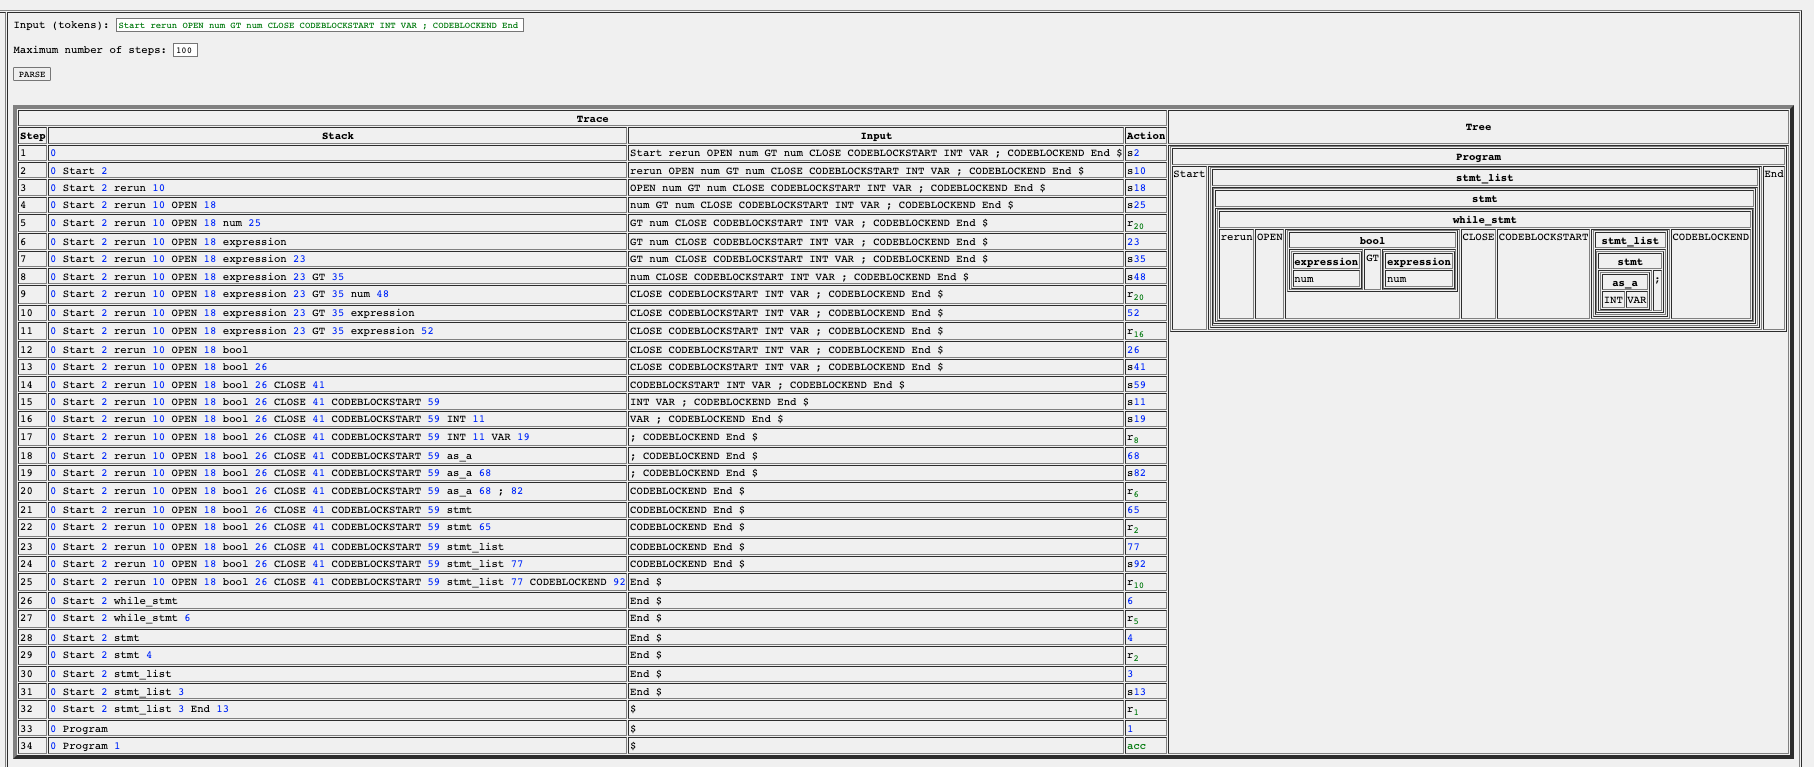 Input (tokens): Start rerun OPEN num GT num CLOSE CODEBLOCKSTART INT VAR ; CODEBLOCKEND End
Maximum number of steps: 100
PARSE
Trace
Tree
Step Stack Input Action
1 0 Start rerun OPEN num GT num CLOSE CODEBLOCKSTART INT VAR ; CODEBLOCKEND End $ s2
2 0 Start 2 rerun OPEN num GT num CLOSE CODEBLOCKSTART INT VAR ; CODEBLOCKEND End $ s10
3 0 Start 2 rerun 10 OPEN num GT num CLOSE CODEBLOCKSTART INT VAR ; CODEBLOCKEND End $ s18
4 0 Start 2 rerun 10 OPEN 18 num GT num CLOSE CODEBLOCKSTART INT VAR ; CODEBLOCKEND End $ s25
5 0 Start 2 rerun 10 OPEN 18 num 25 GT num CLOSE CODEBLOCKSTART INT VAR ; CODEBLOCKEND End $ r20
6 0 Start 2 rerun 10 OPEN 18 expression GT num CLOSE CODEBLOCKSTART INT VAR ; CODEBLOCKEND End $ 23
7 0 Start 2 rerun 10 OPEN 18 expression 23 GT num CLOSE CODEBLOCKSTART INT VAR ; CODEBLOCKEND End $ s35
8 0 Start 2 rerun 10 OPEN 18 expression 23 GT 35 num CLOSE CODEBLOCKSTART INT VAR ; CODEBLOCKEND End $ s48
9 0 Start 2 rerun 10 OPEN 18 expression 23 GT 35 num 48 CLOSE CODEBLOCKSTART INT VAR ; CODEBLOCKEND End $ r20
10 0 Start 2 rerun 10 OPEN 18 expression 23 GT 35 expression CLOSE CODEBLOCKSTART INT VAR ; CODEBLOCKEND End $ 52
11 0 Start 2 rerun 10 OPEN 18 expression 23 GT 35 expression 52 CLOSE CODEBLOCKSTART INT VAR ; CODEBLOCKEND End $ r16
12 0 Start 2 rerun 10 OPEN 18 bool CLOSE CODEBLOCKSTART INT VAR ; CODEBLOCKEND End $ 26
13 0 Start 2 rerun 10 OPEN 18 bool 26 CLOSE CODEBLOCKSTART INT VAR ; CODEBLOCKEND End $ s41
14 0 Start 2 rerun 10 OPEN 18 bool 26 CLOSE 41 CODEBLOCKSTART INT VAR ; CODEBLOCKEND End $ s59
15 0 Start 2 rerun 10 OPEN 18 bool 26 CLOSE 41 CODEBLOCKSTART 59 INT VAR ; CODEBLOCKEND End $ s11
16 0 Start 2 rerun 10 OPEN 18 bool 26 CLOSE 41 CODEBLOCKSTART 59 INT 11 VAR ; CODEBLOCKEND End $ s19
17 0 Start 2 rerun 10 OPEN 18 bool 26 CLOSE 41 CODEBLOCKSTART 59 INT 11 VAR 19 ; CODEBLOCKEND End $ r8
18 0 Start 2 rerun 10 OPEN 18 bool 26 CLOSE 41 CODEBLOCKSTART 59 as_a ; CODEBLOCKEND End $ 68
19 0 Start 2 rerun 10 OPEN 18 bool 26 CLOSE 41 CODEBLOCKSTART 59 as_a 68 ; CODEBLOCKEND End $ s82
20 0 Start 2 rerun 10 OPEN 18 bool 26 CLOSE 41 CODEBLOCKSTART 59 as_a 68 ; 82 CODEBLOCKEND End $ r6
21 0 Start 2 rerun 10 OPEN 18 bool 26 CLOSE 41 CODEBLOCKSTART 59 stmt CODEBLOCKEND End $ 65
22 0 Start 2 rerun 10 OPEN 18 bool 26 CLOSE 41 CODEBLOCKSTART 59 stmt 65 CODEBLOCKEND End $ r2
23 0 Start 2 rerun 10 OPEN 18 bool 26 CLOSE 41 CODEBLOCKSTART 59 stmt_list CODEBLOCKEND End $ 77
24 0 Start 2 rerun 10 OPEN 18 bool 26 CLOSE 41 CODEBLOCKSTART 59 stmt_list 77 CODEBLOCKEND End $ s92
25 0 Start 2 rerun 10 OPEN 18 bool 26 CLOSE 41 CODEBLOCKSTART 59 stmt_list 77 CODEBLOCKEND 92 End $ r10
26 0 Start 2 while_stmt End $ 6
27 0 Start 2 while_stmt 6 End $ r5
28 0 Start 2 stmt End $ 4
29 0 Start 2 stmt 4 End $ r2
30 0 Start 2 stmt_list End $ 3
31 0 Start 2 stmt_list 3 End $ s13
32 0 Start 2 stmt_list 3 End 13 $ r1
33 0 Program $ 1
34 0 Program 1 $ acc
Program
Start stmt_list End
stmt
while_stmt
rerun OPEN bool CLOSE CODEBLOCKSTART stmt_list CODEBLOCKEND
expression GT expression stmt
num num as_a ;
INT VAR